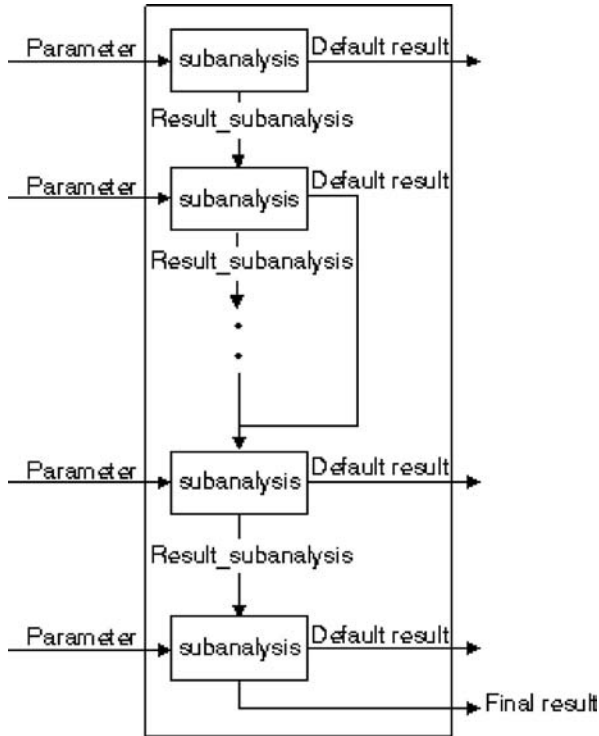 Parameter
subanalysis
Default result
Result_subanalysis
Parameter
subanalysis
Default result
Result_subanalysis
Parameter
subanalysis
Default result
Result_subanalysis
Parameter
subanalysis
Default result
Final result